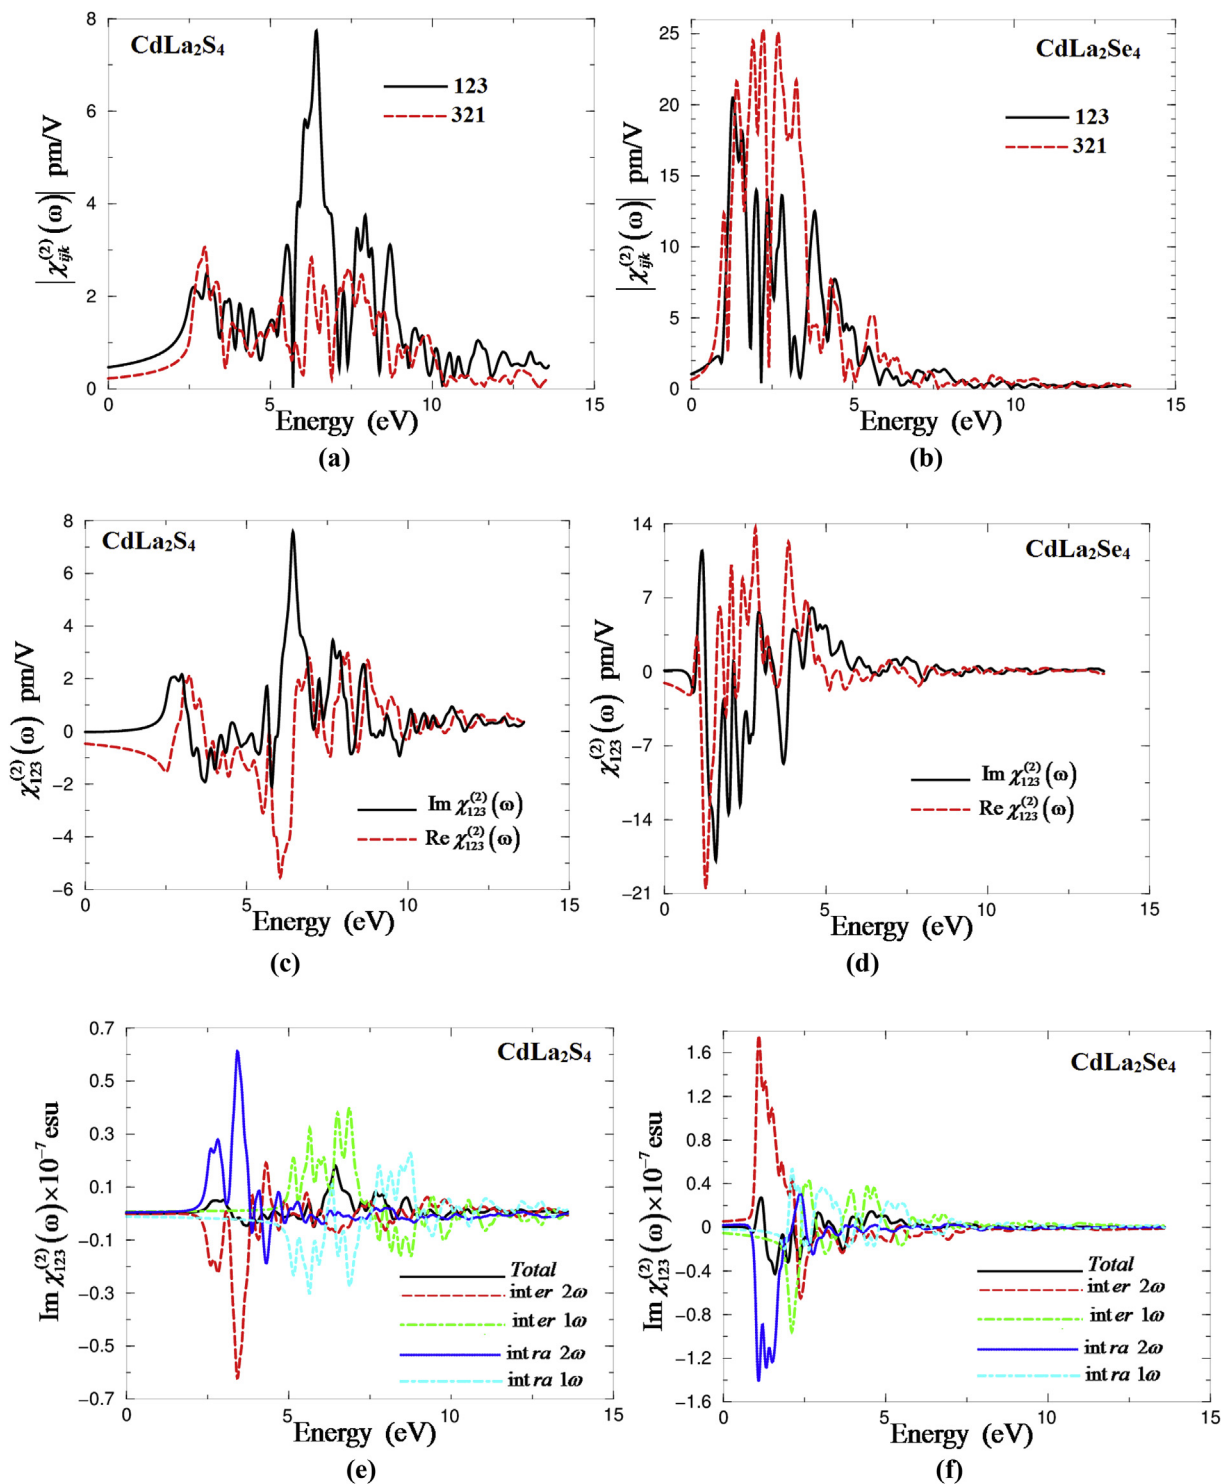 CdLa₂S₄
123
321
|χ⁽²⁾ᵢⱼₖ(ω)| pm/V
8
6
4
2
0
0 5 10 15
Energy (eV)
(a)
CdLa₂Se₄
123
321
|χ⁽²⁾ᵢⱼₖ(ω)| pm/V
25
20
15
10
5
0
0 5 10 15
Energy (eV)
(b)
CdLa₂S₄
χ⁽²⁾₁₂₃(ω) pm/V
8
6
4
2
0
−2
−4
−6
Im χ⁽²⁾₁₂₃(ω)
Re χ⁽²⁾₁₂₃(ω)
0 5 10 15
Energy (eV)
(c)
CdLa₂Se₄
χ⁽²⁾₁₂₃(ω) pm/V
14
7
0
−7
−14
−21
Im χ⁽²⁾₁₂₃(ω)
Re χ⁽²⁾₁₂₃(ω)
0 5 10 15
Energy (eV)
(d)
CdLa₂S₄
Im χ⁽²⁾₁₂₃(ω)×10⁻⁷esu
0.7
0.5
0.3
0.1
−0.1
−0.3
−0.5
−0.7
Total
inter 2ω
inter 1ω
intra 2ω
intra 1ω
0 5 10 15
Energy (eV)
(e)
CdLa₂Se₄
Im χ⁽²⁾₁₂₃(ω)×10⁻⁷esu
1.6
1.2
0.8
0.4
0
−0.4
−0.8
−1.2
−1.6
Total
inter 2ω
inter 1ω
intra 2ω
intra 1ω
0 5 10 15
Energy (eV)
(f)